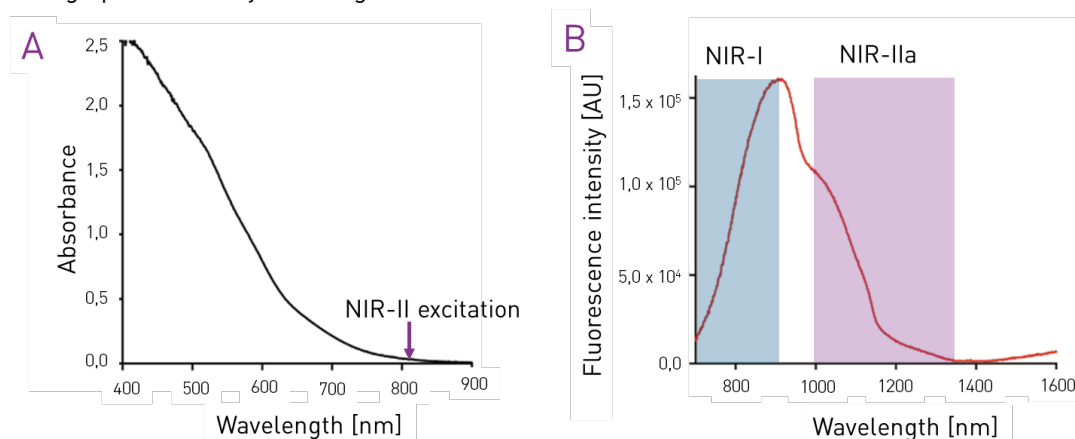 A
2,5
2,0
1,5
1,0
0,5
0,0
Absorbance
NIR-II excitation
400 500 600 700 800 900
Wavelength [nm]
B
NIR-I NIR-IIa
Fluorescence intensity [AU]
1,5 x 10⁵
1,0 x 10⁵
5,0 x 10⁴
0,0
800 1000 1200 1400 1600
Wavelength [nm]